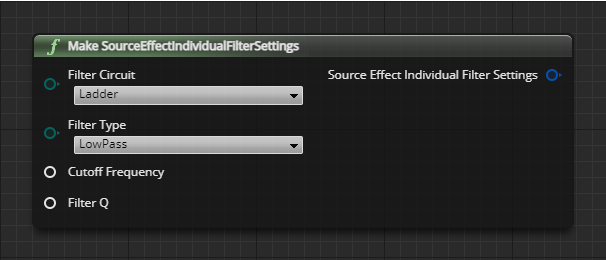 f Make SourceEffectIndividualFilterSettings
Filter Circuit
Source Effect Individual Filter Settings
Ladder
Filter Type
LowPass
Cutoff Frequency
Filter Q